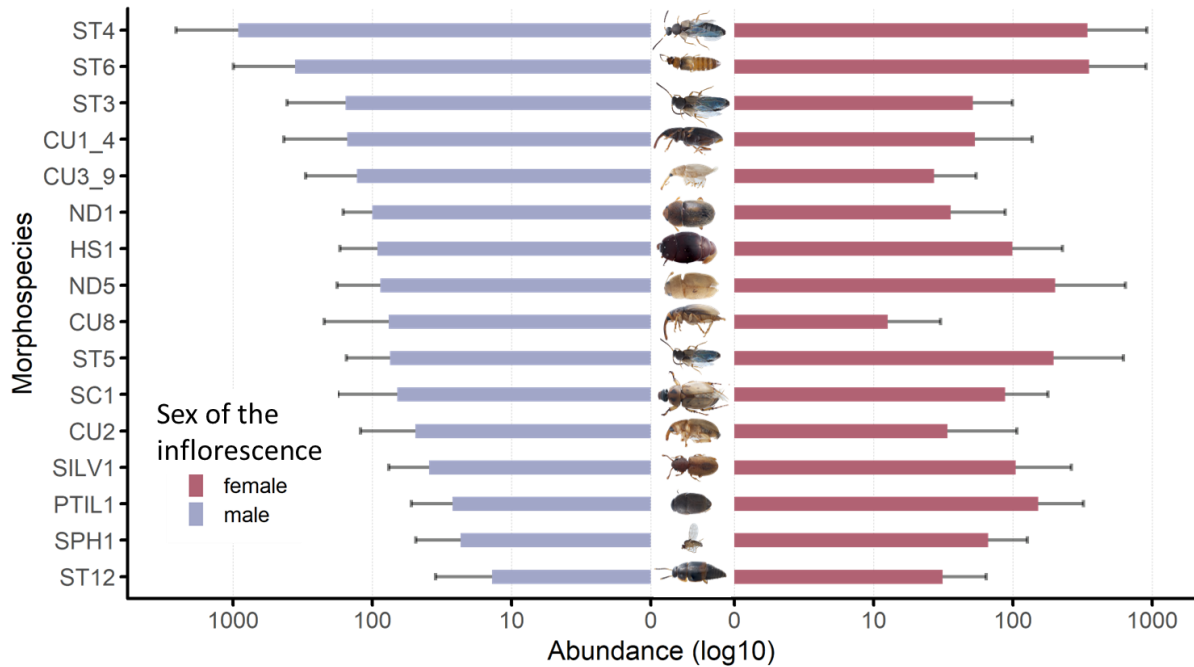 Morphospecies
ST4
ST6
ST3
CU1_4
CU3_9
ND1
HS1
ND5
CU8
ST5
SC1
CU2
SILV1
PTIL1
SPH1
ST12
Sex of the
inflorescence
female
male
1000 100 10 0 0 10 100 1000
Abundance (log10)